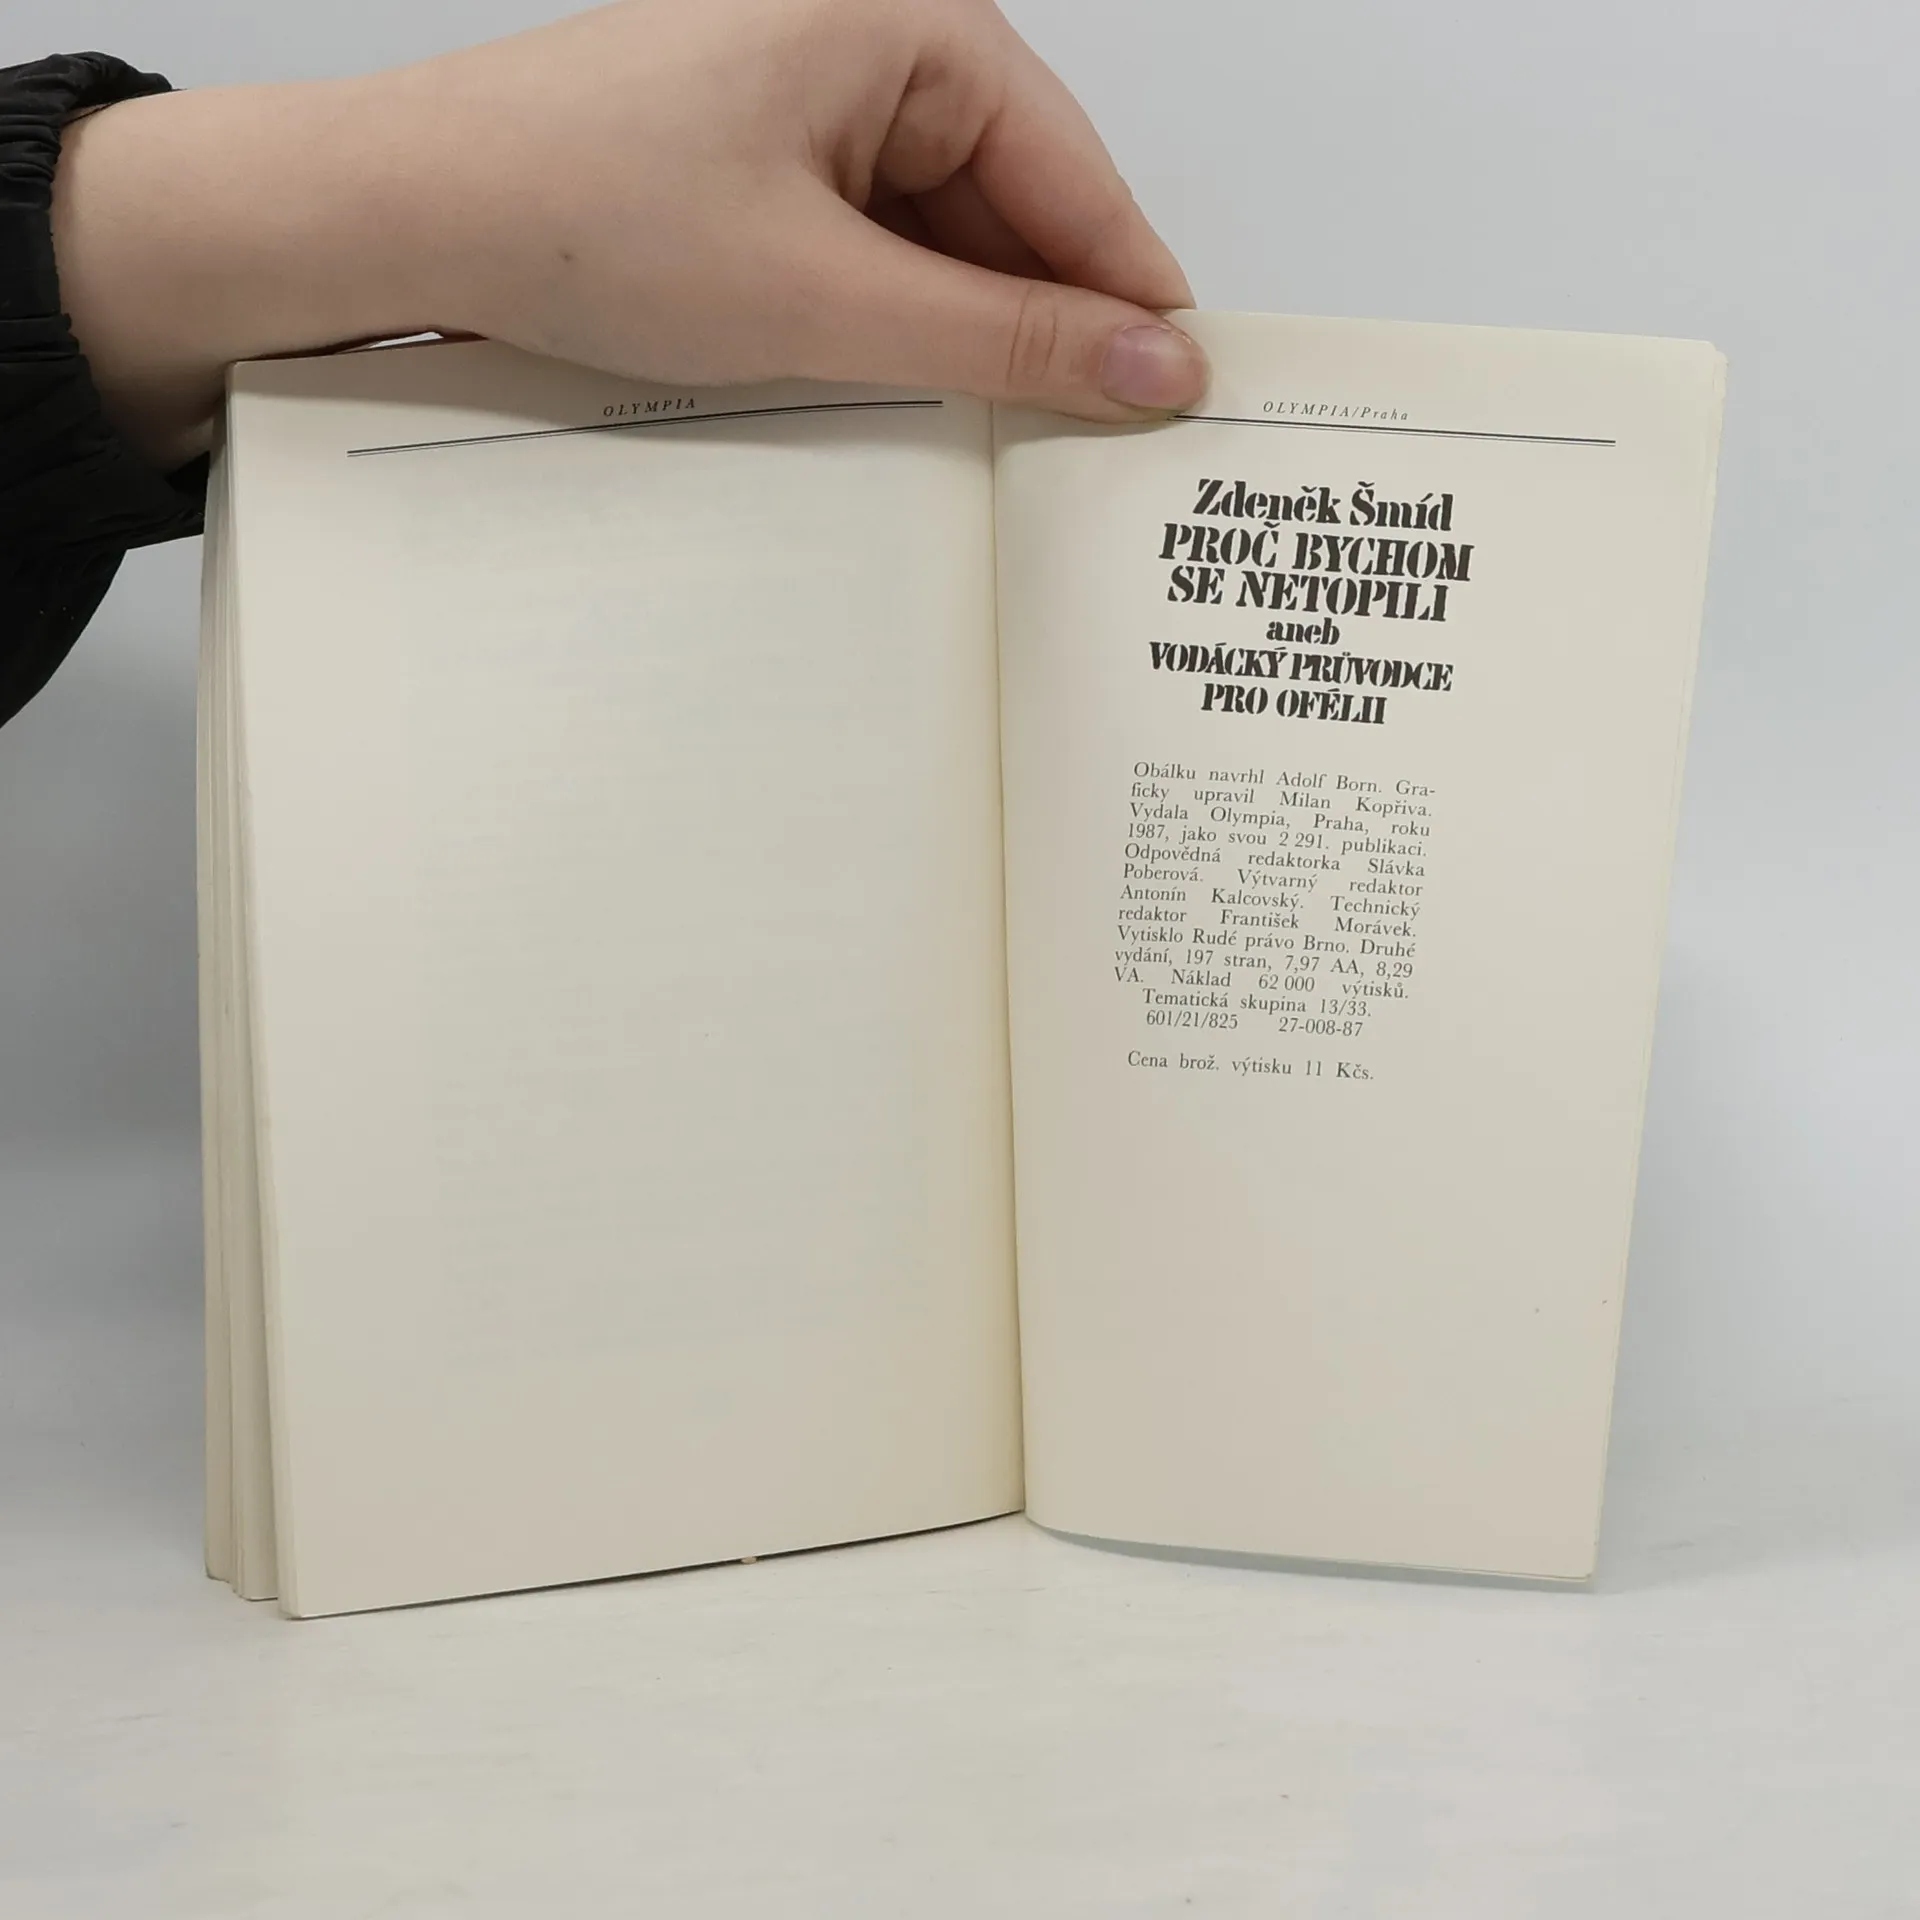 OLYMPIA
OLYMPIA/Praha
Zdeněk Šmíd
PROČ BYCHOM
SE NETOPILI
aneb
VODÁCKÝ PRŮVODCE
PRO OFÉLII
Obálku navrhl Adolf Born. Gra-
ficky upravil Milan Kopřiva.
Vydala Olympia, Praha, roku
1987, jako svou 2 291. publikaci.
Odpovědná redaktorka Slávka
Poberová. Výtvarný redaktor
Antonín Kalcovský. Technický
redaktor František Morávek.
Vytisklo Rudé právo Brno. Druhé
vydání, 197 stran, 7,97 AA, 8,29
VA. Náklad 62 000 výtisků.
Tematická skupina 13/33.
601/21/825 27-008-87
Cena brož. výtisku 11 Kčs.